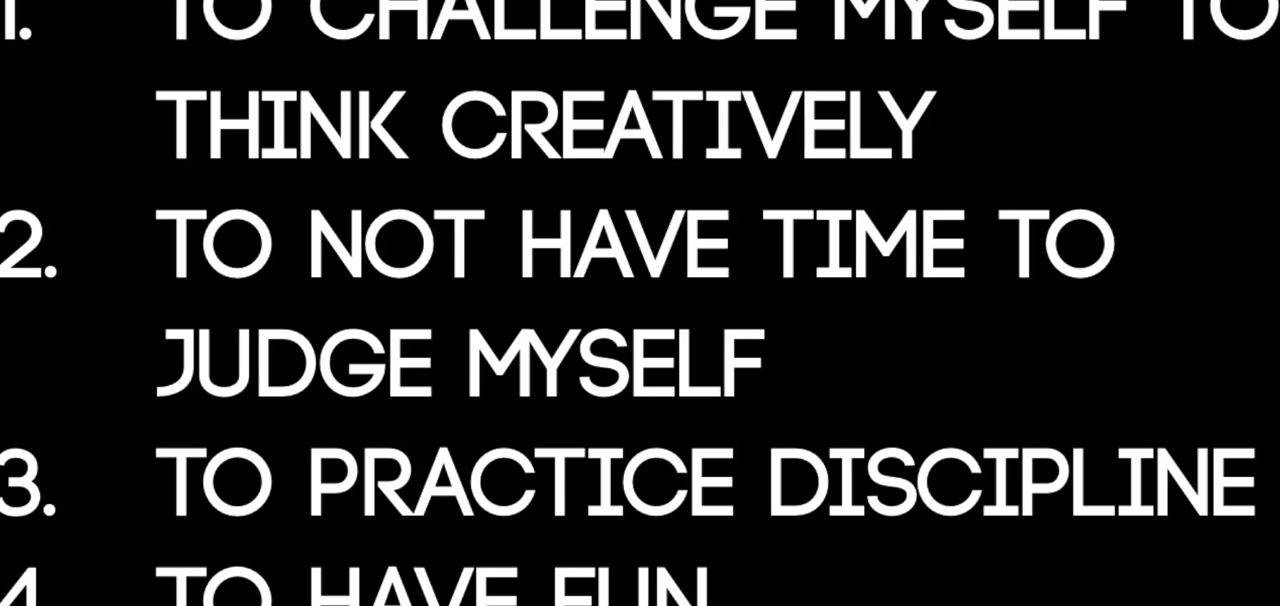 1. TO CHALLENGE MYSELF TO
THINK CREATIVELY
2. TO NOT HAVE TIME TO
JUDGE MYSELF
3. TO PRACTICE DISCIPLINE
4. TO HAVE FUN